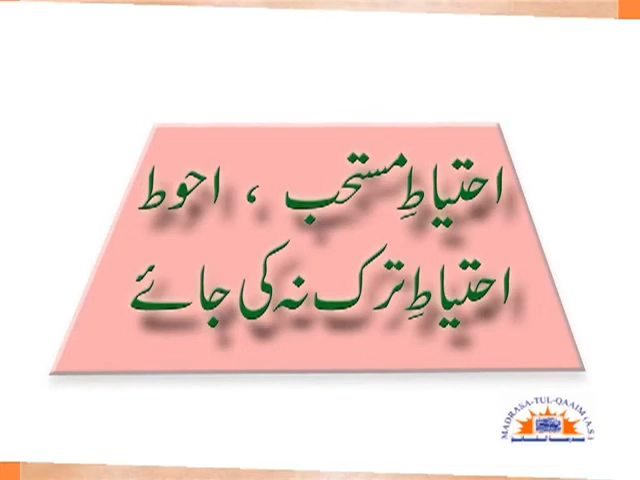 احتیاطِ مستحب ، احوط
احتیاطِ ترک نہ کی جائے
MADRASA-TUL-QAAIM (A.S.)